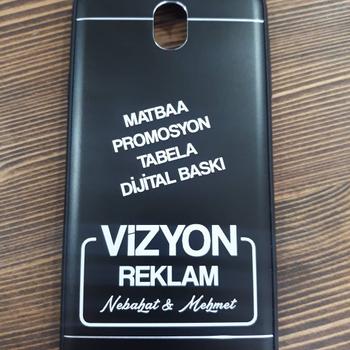 MATBAA
PROMOSYON
TABELA
DİJİTAL BASKI
VİZYON
REKLAM
Nebahat & Mehmet